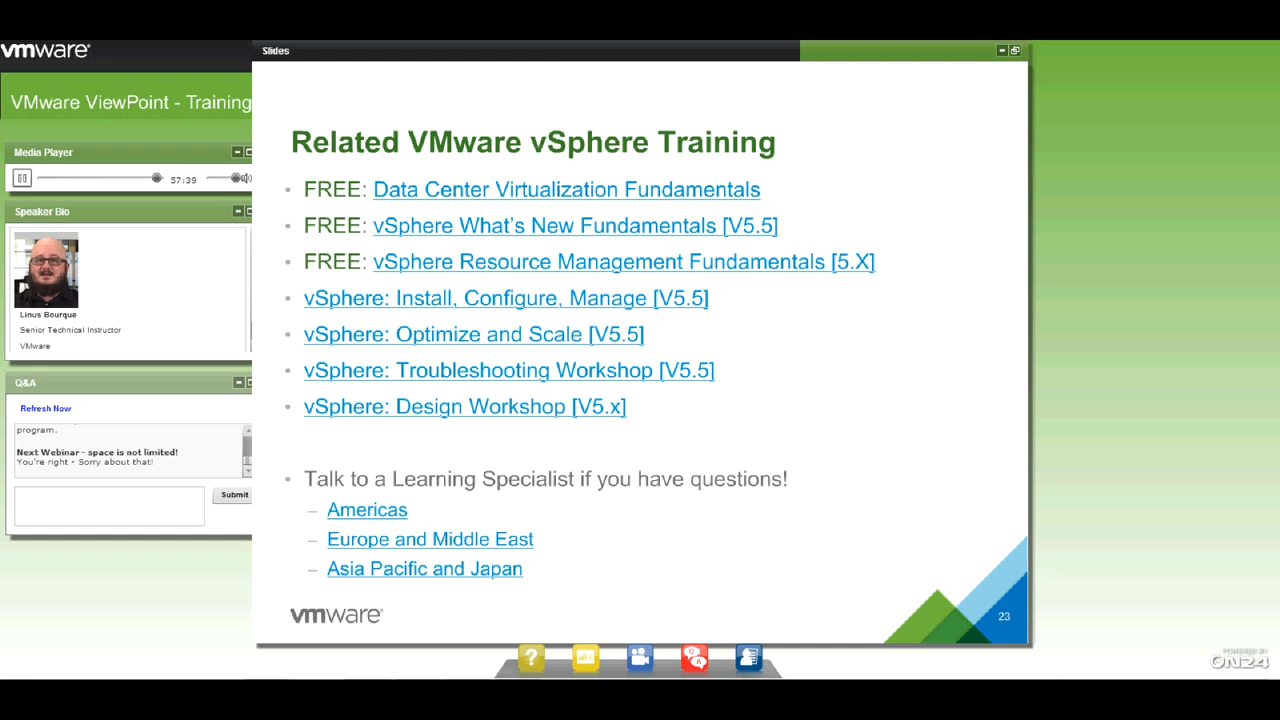 vmware®
VMware ViewPoint - Training
Media Player
57:39
Speaker Bio
Linus Bourque
Senior Technical Instructor
VMware
Q&A
Refresh Now
program.
Next Webinar - space is not limited!
You're right - Sorry about that!
Submit
Slides
Related VMware vSphere Training
• FREE: Data Center Virtualization Fundamentals
• FREE: vSphere What's New Fundamentals [V5.5]
• FREE: vSphere Resource Management Fundamentals [5.X]
• vSphere: Install, Configure, Manage [V5.5]
• vSphere: Optimize and Scale [V5.5]
• vSphere: Troubleshooting Workshop [V5.5]
• vSphere: Design Workshop [V5.x]
• Talk to a Learning Specialist if you have questions!
– Americas
– Europe and Middle East
– Asia Pacific and Japan
vmware®
23
?
Q A
POWERED BY
ON24